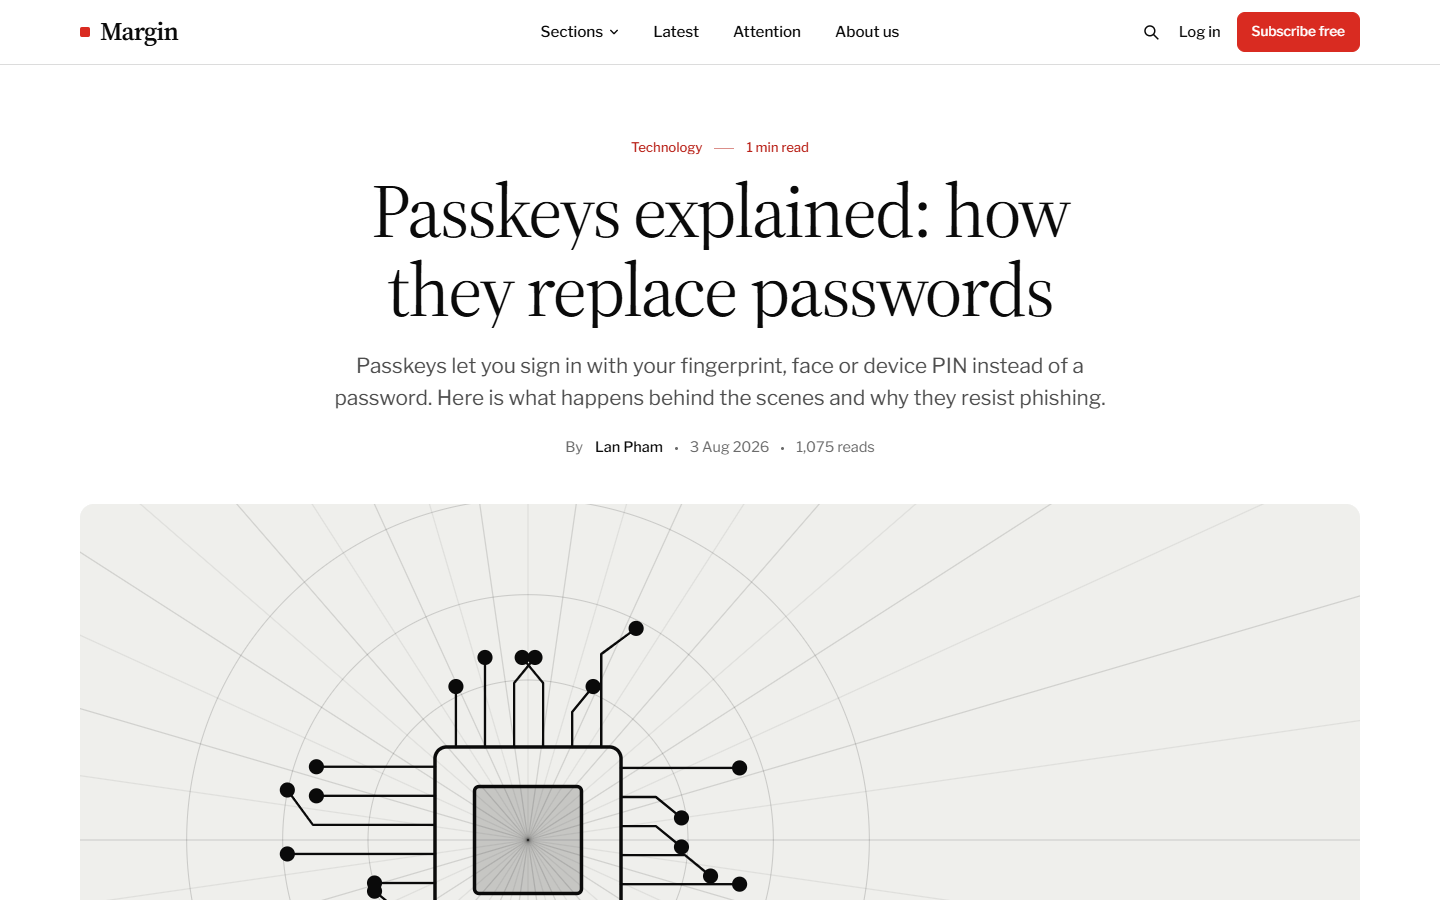 Margin
Sections
Latest
Attention
About us
Log in
Subscribe free
Technology — 1 min read
Passkeys explained: how
they replace passwords
Passkeys let you sign in with your fingerprint, face or device PIN instead of a
password. Here is what happens behind the scenes and why they resist phishing.
By Lan Pham • 3 Aug 2026 • 1,075 reads